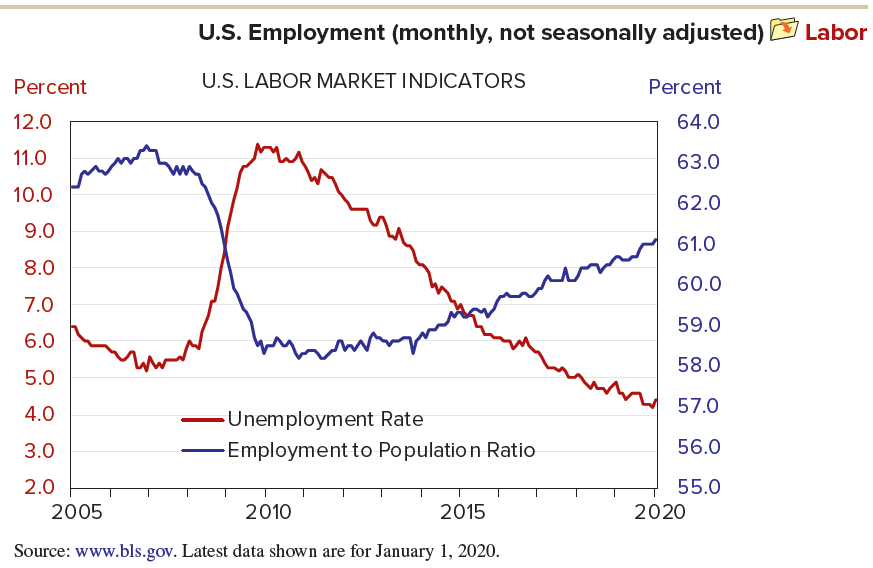 U.S. Employment (monthly, not seasonally adjusted) Labor
U.S. LABOR MARKET INDICATORS
Percent Percent
12.0 64.0
11.0 63.0
10.0 62.0
9.0 61.0
8.0 60.0
7.0 59.0
6.0 58.0
5.0 57.0
4.0 56.0
3.0 55.0
2.0
Unemployment Rate
Employment to Population Ratio
2005 2010 2015 2020
Source: www.bls.gov. Latest data shown are for January 1, 2020.